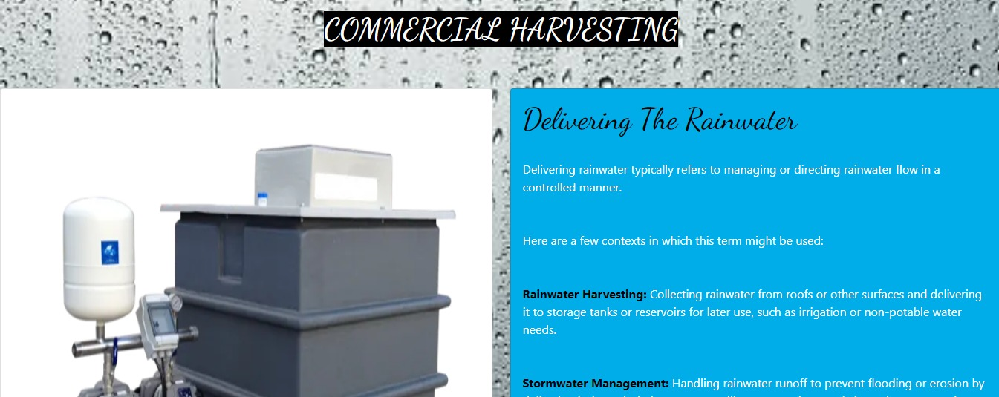 COMMERCIAL HARVESTING
Delivering The Rainwater
Delivering rainwater typically refers to managing or directing rainwater flow in a
controlled manner.
Here are a few contexts in which this term might be used:
Rainwater Harvesting: Collecting rainwater from roofs or other surfaces and delivering
it to storage tanks or reservoirs for later use, such as irrigation or non-potable water
needs.
Stormwater Management: Handling rainwater runoff to prevent flooding or erosion by